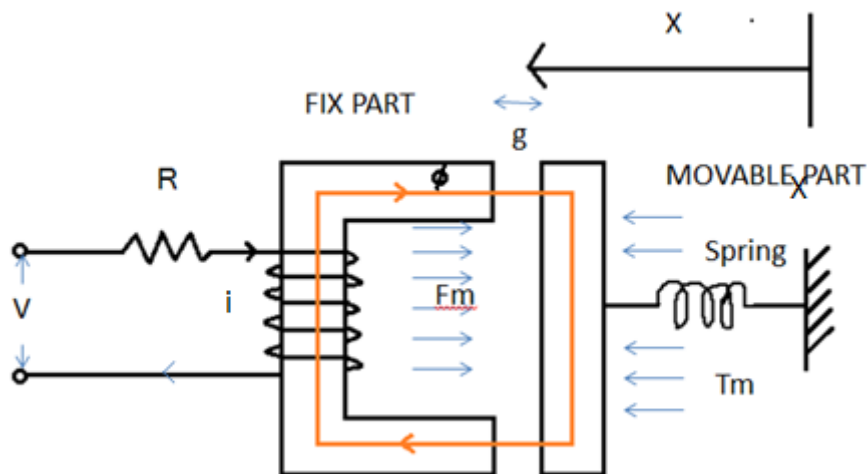 X
FIX PART
g
R
ϕ
MOVABLE PART
X
Spring
V
i
Fm
Tm